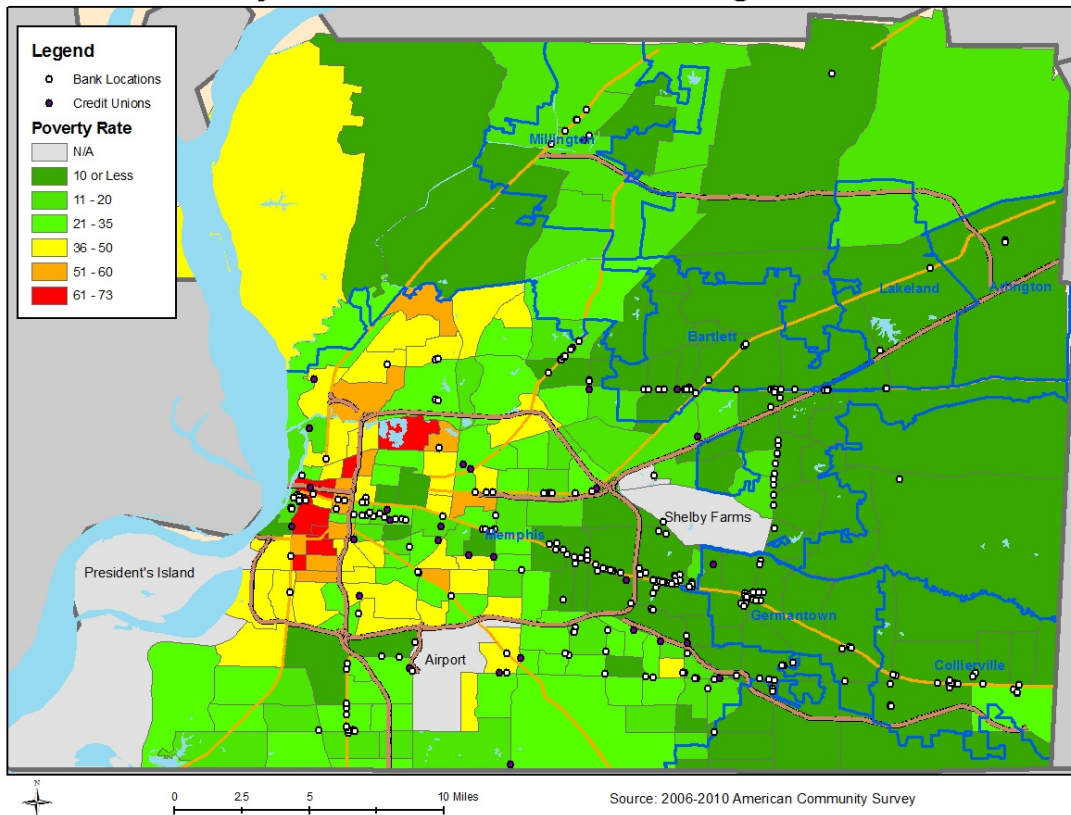 Legend
Bank Locations
Credit Unions
Poverty Rate
N/A
10 or Less
11 - 20
21 - 35
36 - 50
51 - 60
61 - 73
Millington
Arlington
Lakeland
Bartlett
Shelby Farms
Memphis
President's Island
Germantown
Airport
Collierville
N
0 2.5 5 10 Miles
Source: 2006-2010 American Community Survey